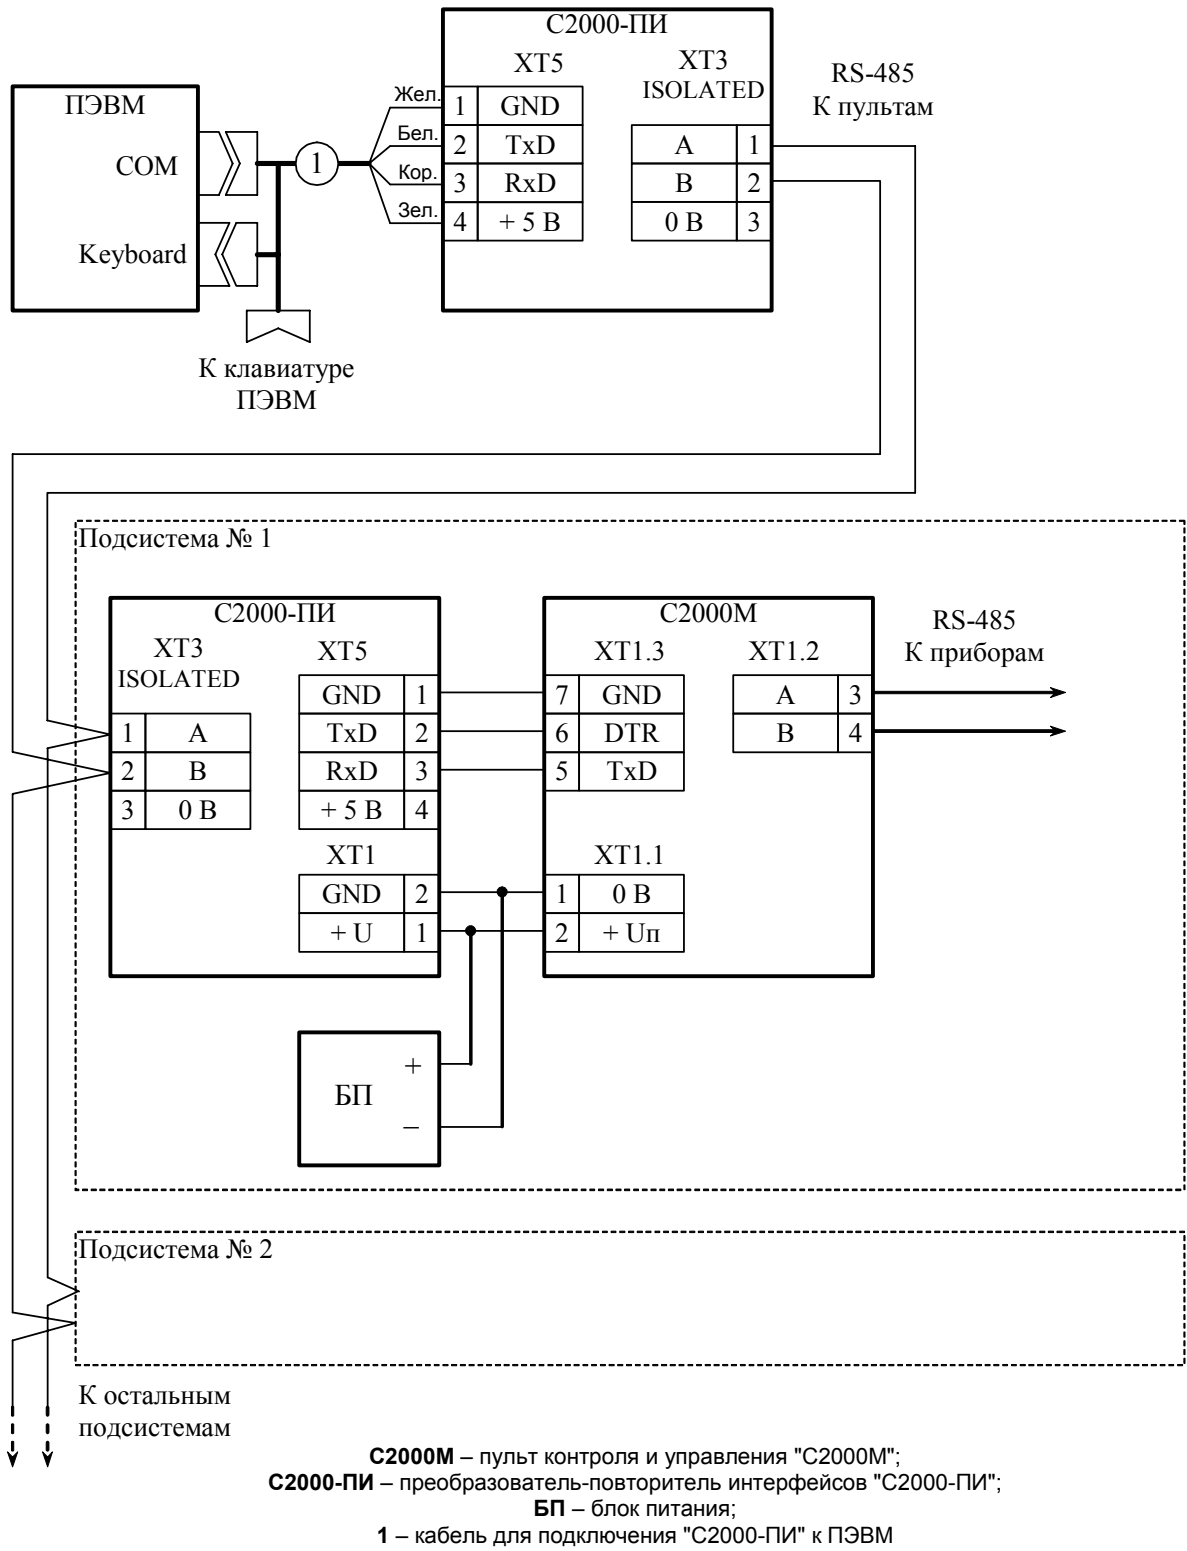 С2000-ПИ
XT5
XT3
ISOLATED
RS-485
К пультам
ПЭВМ
COM
Keyboard
1
Жел.
Бел.
Кор.
Зел.
1 GND
2 TxD
3 RxD
4 + 5 В
A 1
B 2
0 В 3
К клавиатуре
ПЭВМ
Подсистема № 1
С2000-ПИ
XT3
ISOLATED
XT5
1 A
2 B
3 0 В
GND 1
TxD 2
RxD 3
+ 5 В 4
XT1
GND 2
+ U 1
С2000М
XT1.3
XT1.2
7 GND
6 DTR
5 TxD
A 3
B 4
XT1.1
1 0 В
2 + Uп
RS-485
К приборам
БП
+
–
Подсистема № 2
К остальным
подсистемам
С2000М – пульт контроля и управления "С2000М";
С2000-ПИ – преобразователь-повторитель интерфейсов "С2000-ПИ";
БП – блок питания;
1 – кабель для подключения "С2000-ПИ" к ПЭВМ